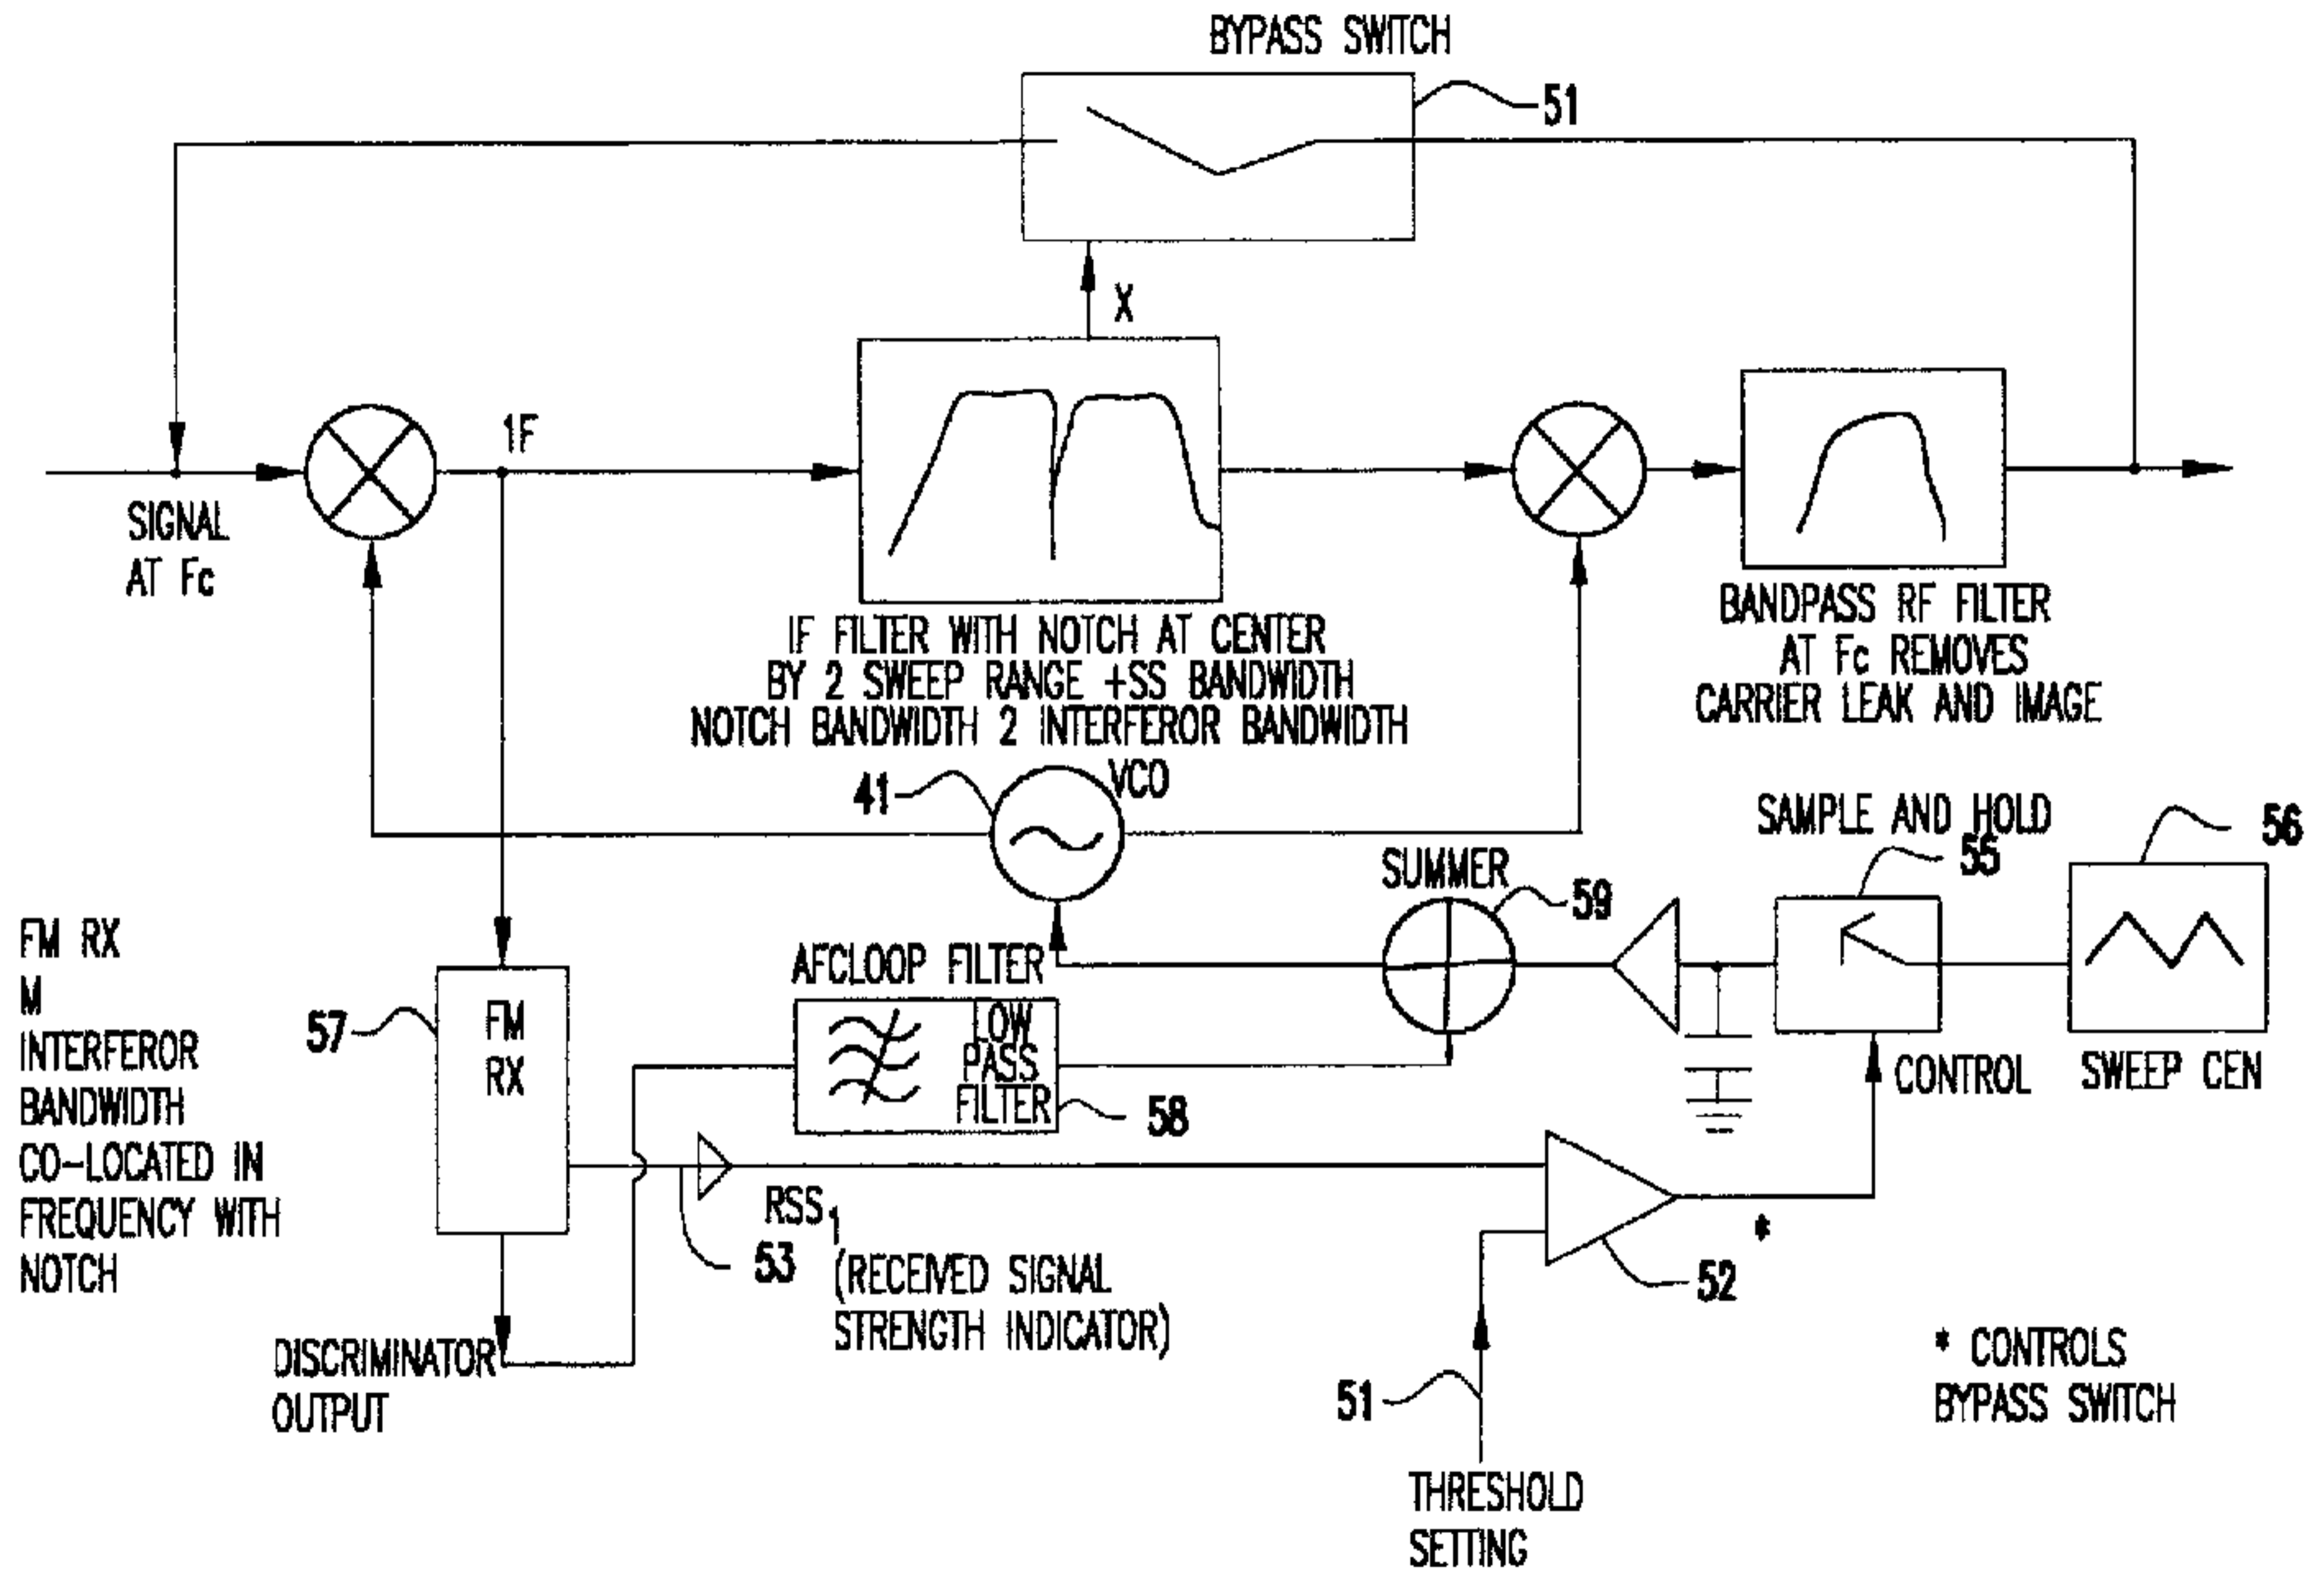 BYPASS SWITCH
51
X
1F
SIGNAL
AT Fc
IF FILTER WITH NOTCH AT CENTER
BY 2 SWEEP RANGE +SS BANDWIDTH
NOTCH BANDWIDTH 2 INTERFEROR BANDWIDTH
BANDPASS RF FILTER
AT Fc REMOVES
CARRIER LEAK AND IMAGE
41
VCO
SAMPLE AND HOLD
55
56
SUMMER
59
FM RX
M
INTERFEROR
BANDWIDTH
CO-LOCATED IN
FREQUENCY WITH
NOTCH
57
FM
RX
AFCLOOP FILTER
LOW
PASS
FILTER
58
CONTROL
SWEEP CEN
RSS1
53
(RECEIVED SIGNAL
STRENGTH INDICATOR)
*
52
DISCRIMINATOR
OUTPUT
51
THRESHOLD
SETTING
* CONTROLS
BYPASS SWITCH